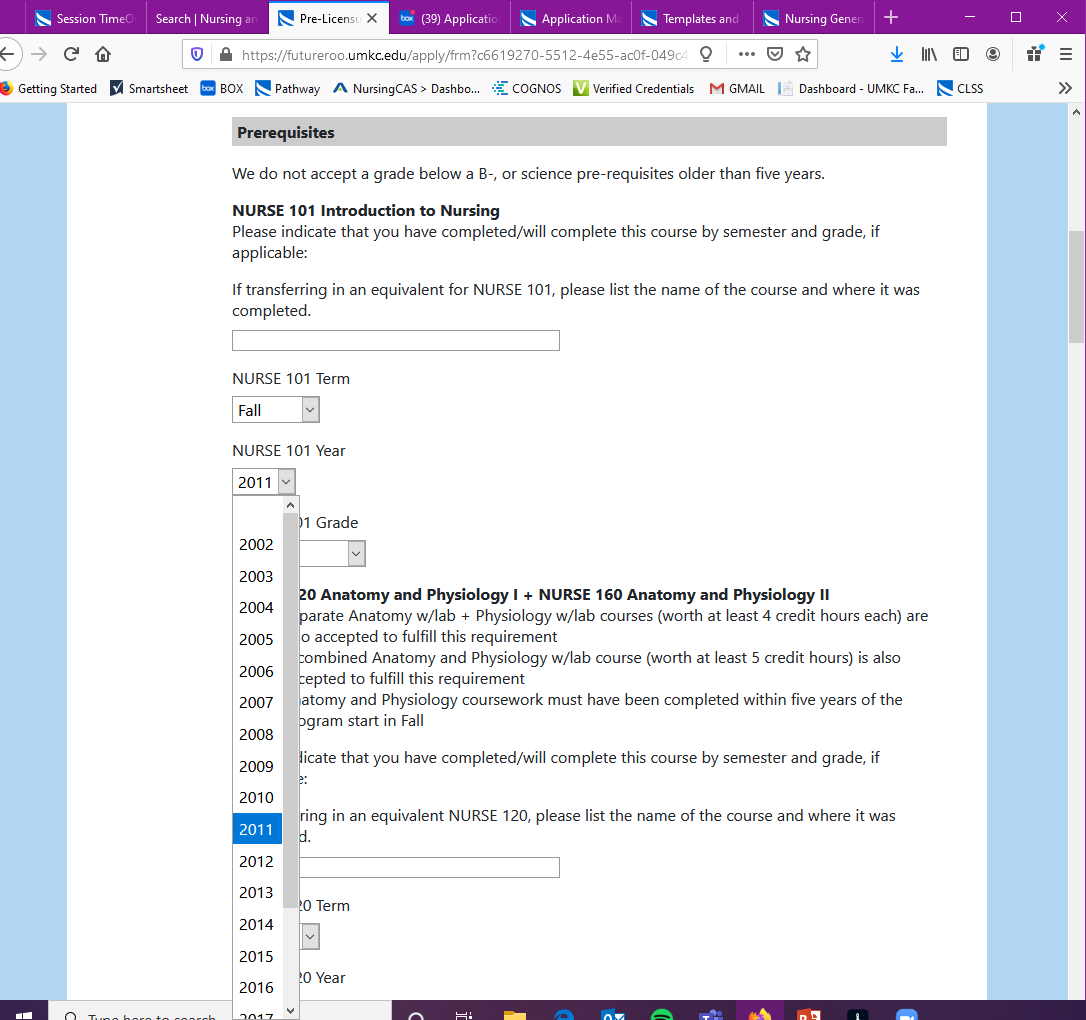 Session TimeO
Search | Nursing an
Pre-Licensu
box (39) Applicatio
Application Ma
Templates and
Nursing Gener
https://futureroo.umkc.edu/apply/frm?c6619270-5512-4e55-ac0f-049c4
Getting Started
Smartsheet
box BOX
Pathway
NursingCAS > Dashbo...
COGNOS
Verified Credentials
GMAIL
Dashboard - UMKC Fa...
CLSS
Prerequisites
We do not accept a grade below a B-, or science pre-requisites older than five years.
NURSE 101 Introduction to Nursing
Please indicate that you have completed/will complete this course by semester and grade, if
applicable:
If transferring in an equivalent for NURSE 101, please list the name of the course and where it was
completed.
NURSE 101 Term
Fall
NURSE 101 Year
2011
01 Grade
2002
2003
2004
2005
2006
2007
2008
2009
2010
2011
2012
2013
2014
2015
2016
2017
20 Anatomy and Physiology I + NURSE 160 Anatomy and Physiology II
parate Anatomy w/lab + Physiology w/lab courses (worth at least 4 credit hours each) are
o accepted to fulfill this requirement
combined Anatomy and Physiology w/lab course (worth at least 5 credit hours) is also
cepted to fulfill this requirement
atomy and Physiology coursework must have been completed within five years of the
ogram start in Fall
dicate that you have completed/will complete this course by semester and grade, if
e:
ring in an equivalent NURSE 120, please list the name of the course and where it was
d.
20 Term
20 Year
Type here to search